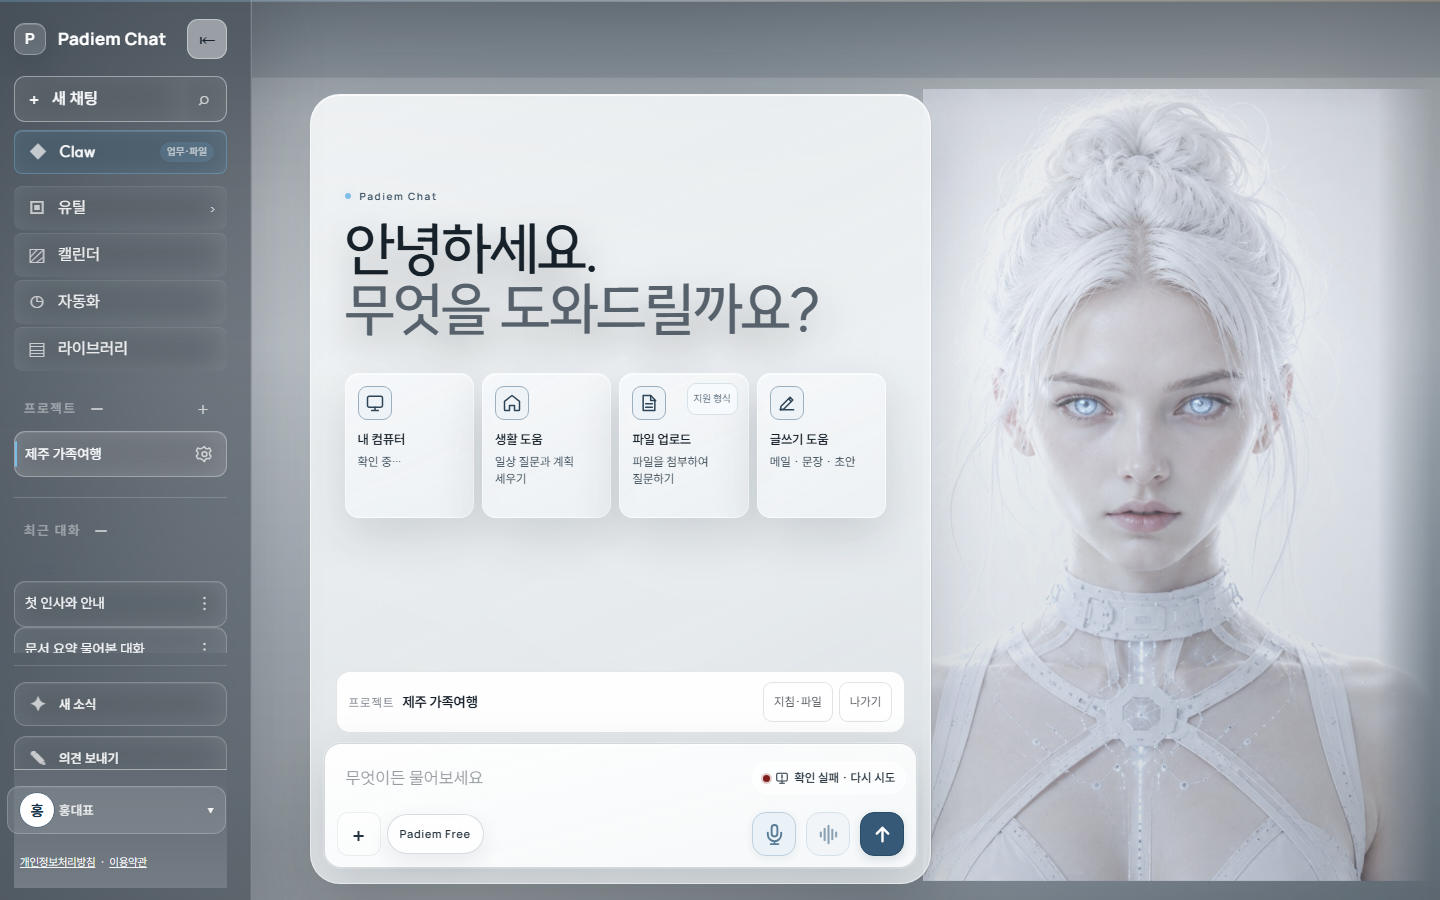 P Padiem Chat
+ 새 채팅
Claw 업무·파일
유틸
캘린더
자동화
라이브러리
프로젝트
제주 가족여행
최근 대화
첫 인사와 안내
문서 요약 물어본 대화
새 소식
의견 보내기
홍 홍대표
개인정보처리방침 · 이용약관
Padiem Chat
안녕하세요.
무엇을 도와드릴까요?
내 컴퓨터
확인 중…
생활 도움
일상 질문과 계획
세우기
지원 형식
파일 업로드
파일을 첨부하여
질문하기
글쓰기 도움
메일 · 문장 · 초안
프로젝트 제주 가족여행 지침·파일 나가기
무엇이든 물어보세요 확인 실패 · 다시 시도
+ Padiem Free